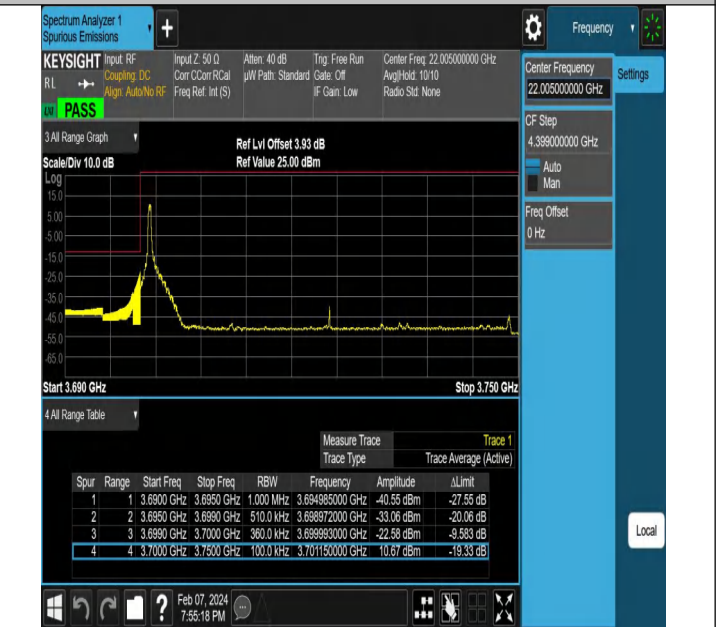 Spectrum Analyzer 1
Spurious Emissions
Frequency
KEYSIGHT Input: RF Input Z: 50 Ω Atten: 40 dB Trig: Free Run Center Freq: 22.005000000 GHz
RL Coupling: DC Corr CCorr RCal µW Path: Standard Gate: Off Avg|Hold: 10/10
Align: Auto/No RF Freq Ref: Int (S) IF Gain: Low Radio Std: None
LXI PASS
Center Frequency
22.005000000 GHz
Settings
CF Step
4.399000000 GHz
Auto
Man
Freq Offset
0 Hz
3 All Range Graph
Ref Lvl Offset 3.93 dB
Scale/Div 10.0 dB Ref Value 25.00 dBm
Log
15.0
5.00
-5.00
-15.0
-25.0
-35.0
-45.0
-55.0
-65.0
Start 3.690 GHz Stop 3.750 GHz
4 All Range Table
Measure Trace Trace 1
Trace Type Trace Average (Active)
Spur Range Start Freq Stop Freq RBW Frequency Amplitude ΔLimit
1 1 3.6900 GHz 3.6950 GHz 1.000 MHz 3.694985000 GHz -40.55 dBm -27.55 dB
2 2 3.6950 GHz 3.6990 GHz 510.0 kHz 3.698972000 GHz -33.06 dBm -20.06 dB
3 3 3.6990 GHz 3.7000 GHz 360.0 kHz 3.699993000 GHz -22.58 dBm -9.583 dB
4 4 3.7000 GHz 3.7500 GHz 100.0 kHz 3.701150000 GHz 10.67 dBm -19.33 dB
Local
Feb 07, 2024
7:55:18 PM